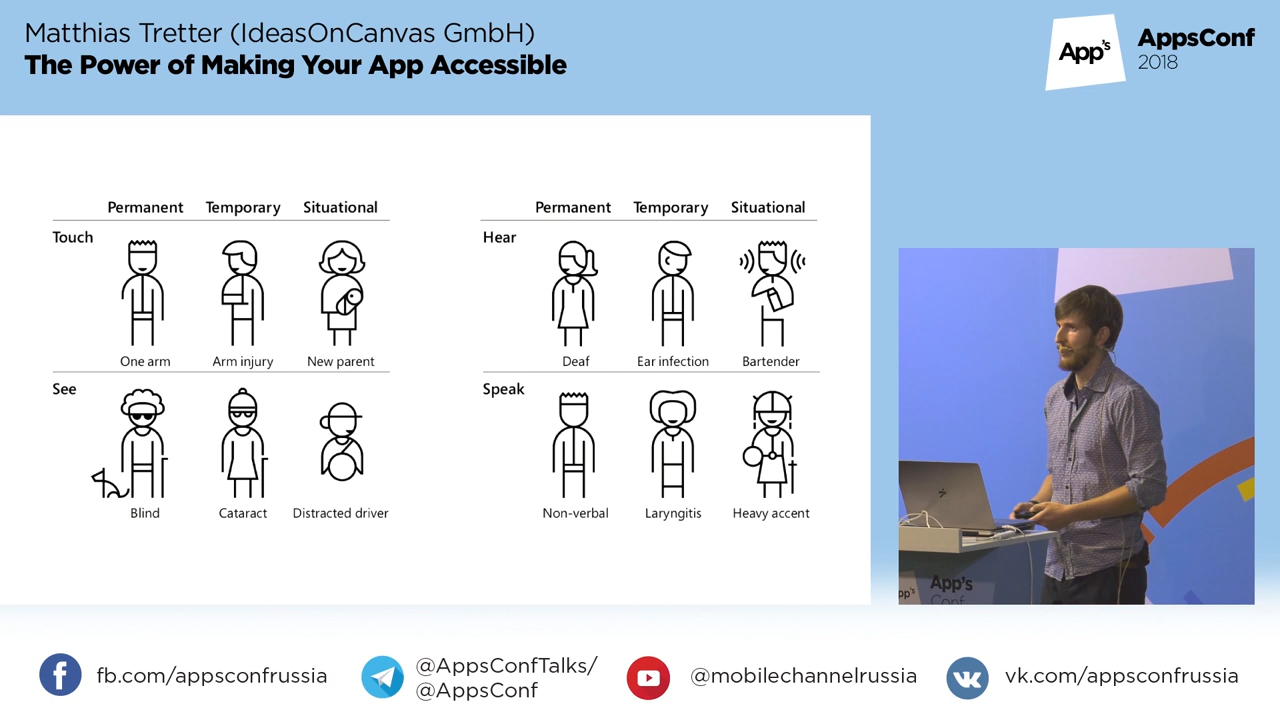 Matthias Tretter (IdeasOnCanvas GmbH)
The Power of Making Your App Accessible
App's
AppsConf
2018
Permanent Temporary Situational
Touch
One arm Arm injury New parent
See
Blind Cataract Distracted driver
Permanent Temporary Situational
Hear
Deaf Ear infection Bartender
Speak
Non-verbal Laryngitis Heavy accent
App's
Conf
pp's
fb.com/appsconfrussia
@AppsConfTalks/
@AppsConf
@mobilechannelrussia
vk.com/appsconfrussia